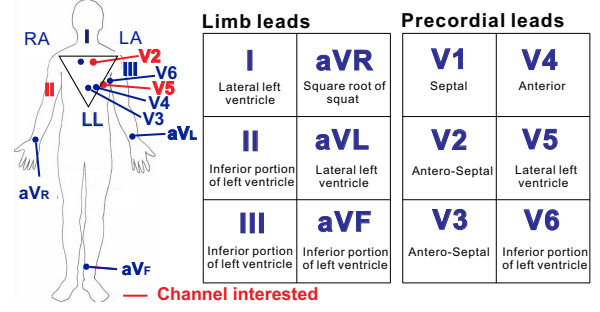 RA
I
LA
V2
III
V6
II
V5
V4
LL
V3
aVL
aVR
aVF
Channel interested
Limb leads
I
Lateral left
ventricle
aVR
Square root of
squat
II
Inferior portion
of left ventricle
aVL
Lateral left
ventricle
III
Inferior portion
of left ventricle
aVF
Inferior portion
of left ventricle
Precordial leads
V1
Septal
V4
Anterior
V2
Antero-Septal
V5
Lateral left
ventricle
V3
Antero-Septal
V6
Inferior portion
of left ventricle